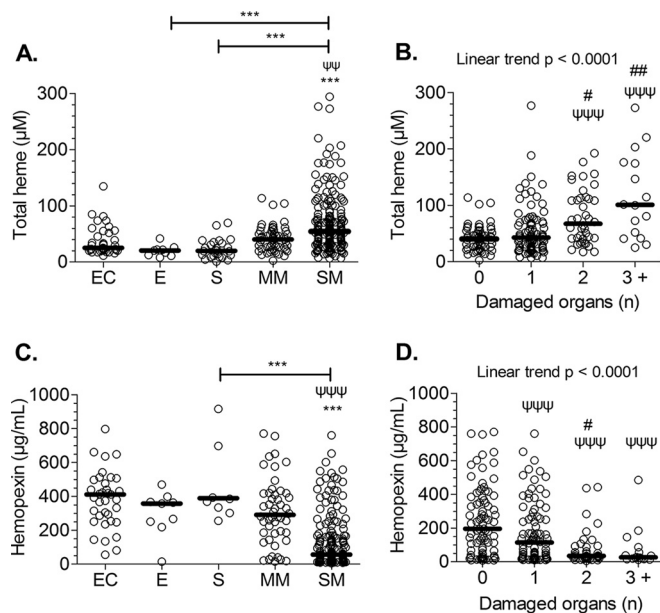 ***
***
A.
ψψ
***
Total heme (µM)
300
200
100
0
EC E S MM SM
B.
Linear trend p < 0.0001
##
#
ψψψ
ψψψ
Total heme (µM)
300
200
100
0
0 1 2 3 +
Damaged organs (n)
C.
***
ψψψ
***
Hemopexin (µg/mL)
1000
800
600
400
200
0
EC E S MM SM
D.
Linear trend p < 0.0001
ψψψ
#
ψψψ
ψψψ
Hemopexin (µg/mL)
1000
800
600
400
200
0
0 1 2 3 +
Damaged organs (n)